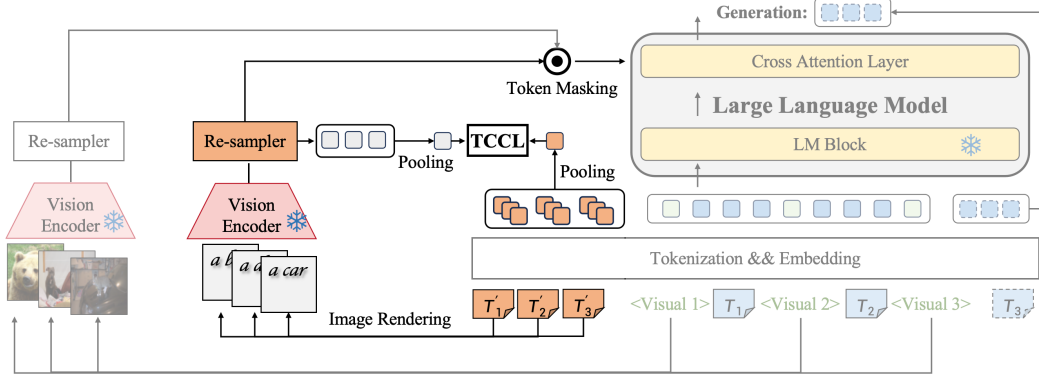 Generation:
Cross Attention Layer
Token Masking
Large Language Model
Re-sampler
Re-sampler
TCCL
LM Block
Pooling
Pooling
Vision
Encoder
Vision
Encoder
a b
a d
a car
Tokenization && Embedding
T′1 T′2 T′3 <Visual 1> T1 <Visual 2> T2 <Visual 3> T3
Image Rendering